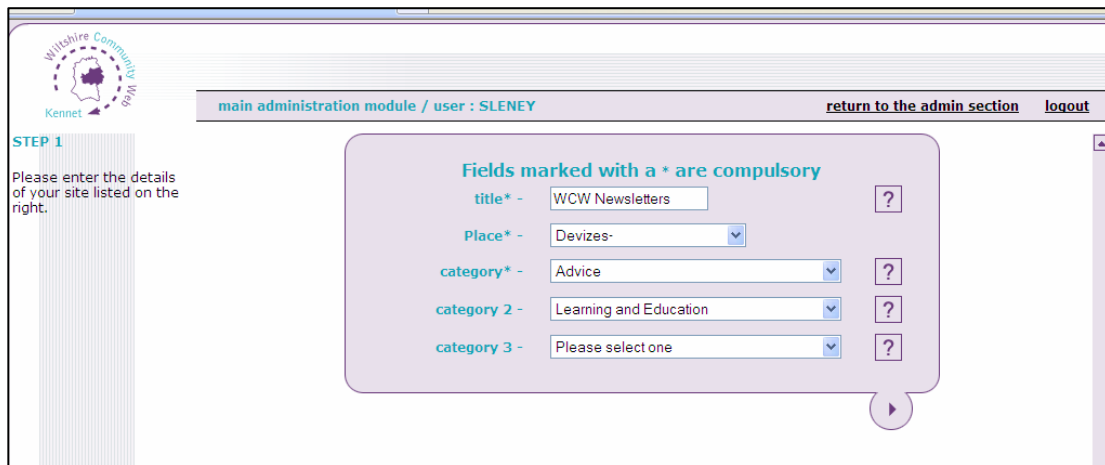 Wiltshire Community Web
Kennet
main administration module / user : SLENEY
return to the admin section
logout
STEP 1
Please enter the details
of your site listed on the
right.
Fields marked with a * are compulsory
title* -
WCW Newsletters
?
Place* -
Devizes-
category* -
Advice
?
category 2 -
Learning and Education
?
category 3 -
Please select one
?